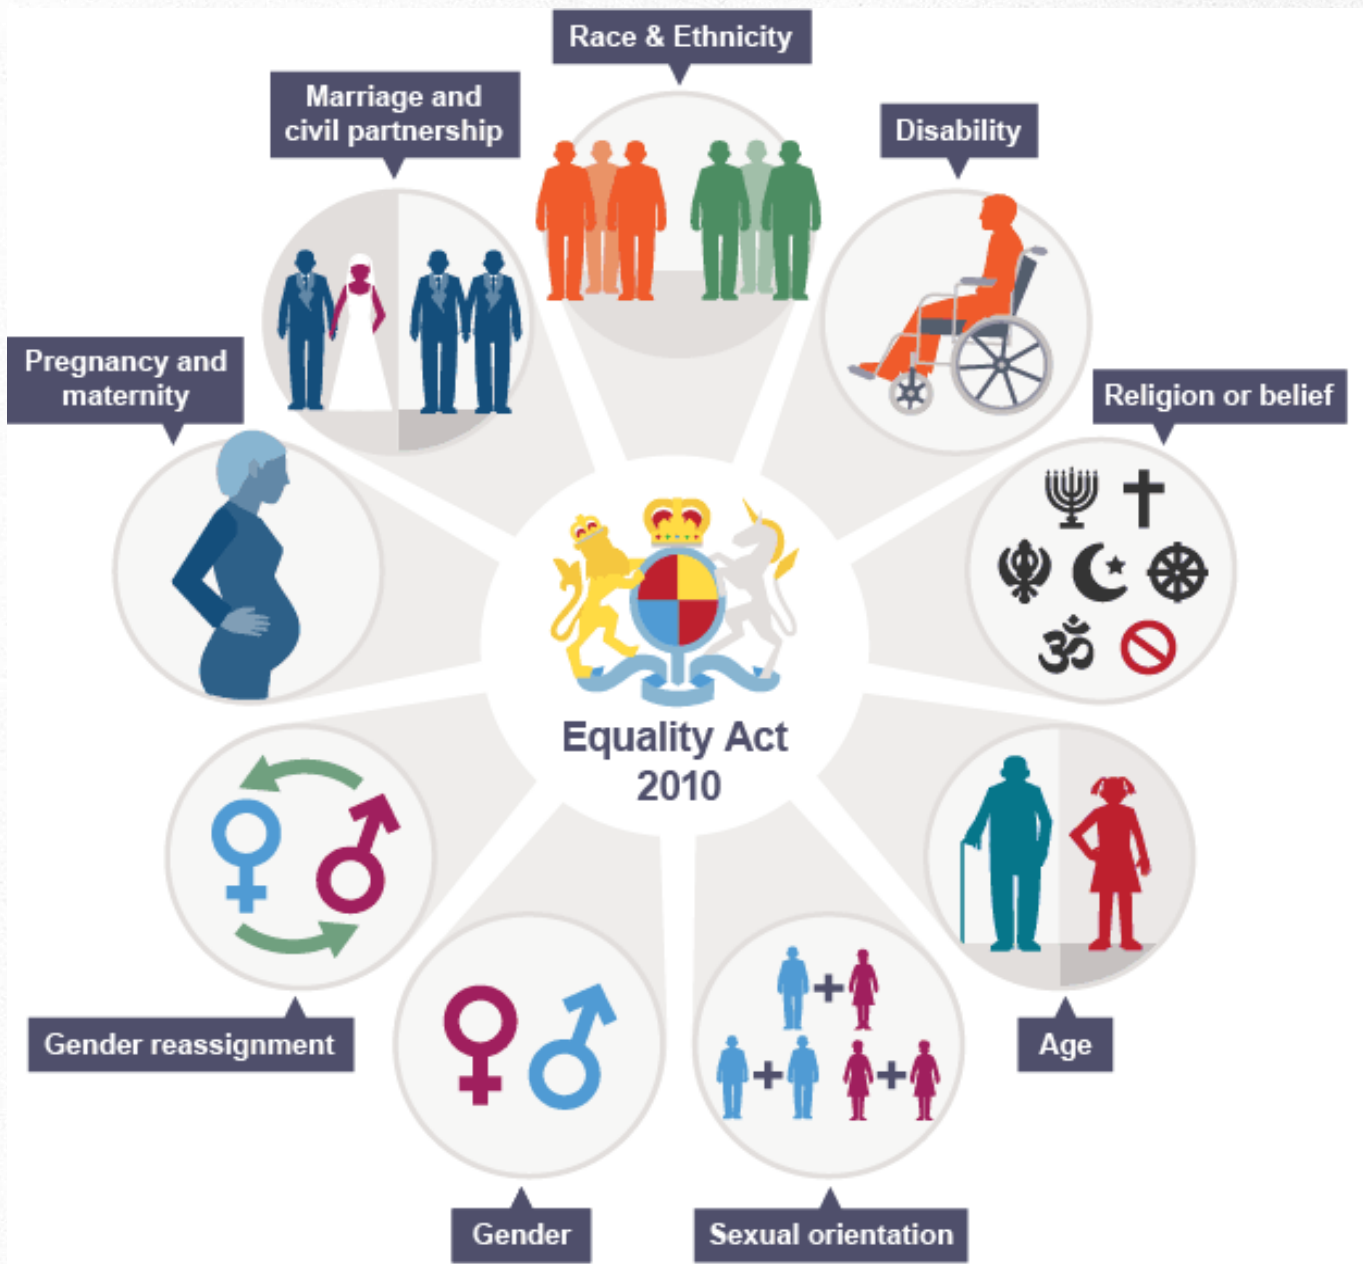 Race & Ethnicity
Marriage and
civil partnership
Disability
Pregnancy and
maternity
Religion or belief
Equality Act
2010
Gender reassignment
Age
Gender
Sexual orientation